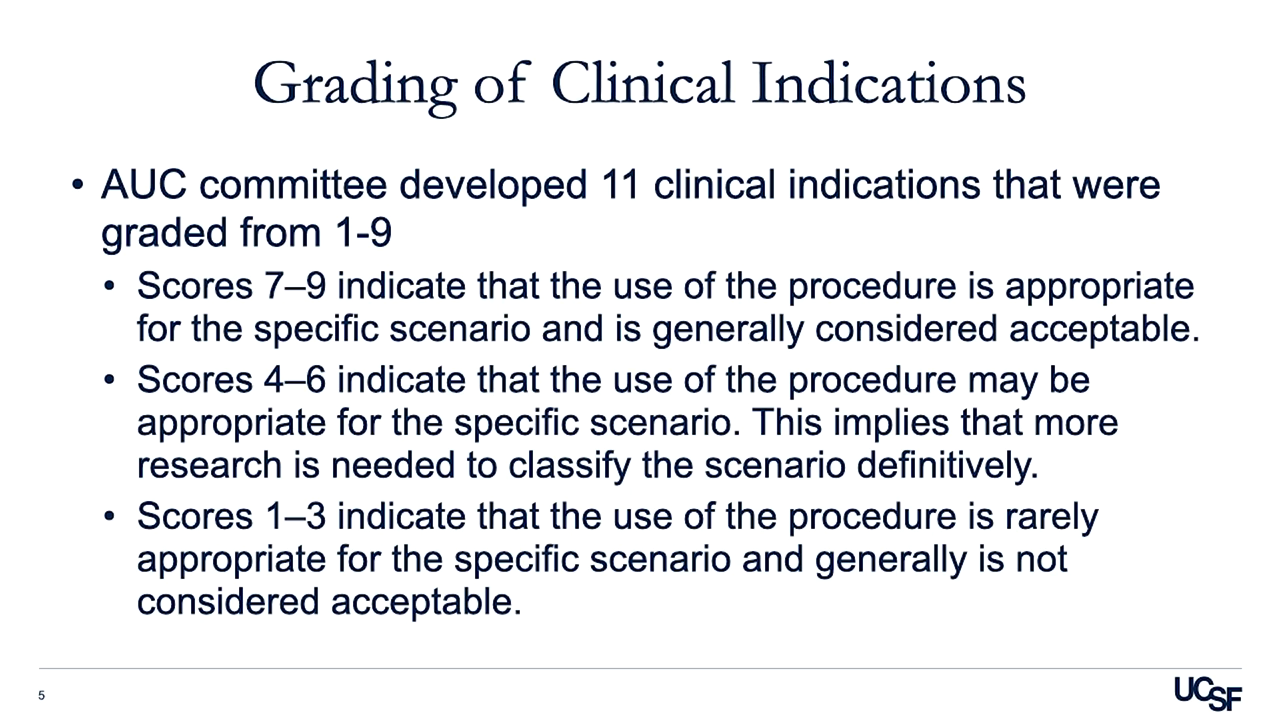 Grading of Clinical Indications
• AUC committee developed 11 clinical indications that were
graded from 1-9
• Scores 7–9 indicate that the use of the procedure is appropriate
for the specific scenario and is generally considered acceptable.
• Scores 4–6 indicate that the use of the procedure may be
appropriate for the specific scenario. This implies that more
research is needed to classify the scenario definitively.
• Scores 1–3 indicate that the use of the procedure is rarely
appropriate for the specific scenario and generally is not
considered acceptable.
5
UCSF